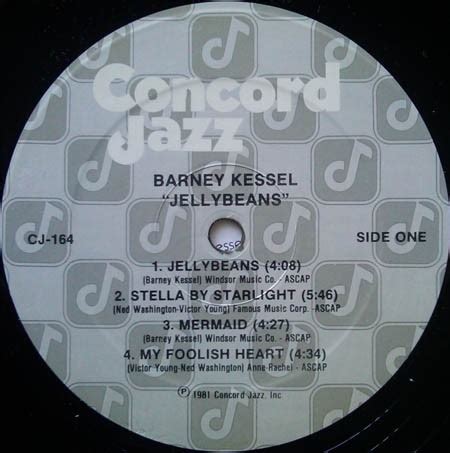 Concord
Jazz
BARNEY KESSEL
"JELLYBEANS"
CJ-164
SIDE ONE
1. JELLYBEANS (4:08)
(Barney Kessel) Windsor Music Co. - ASCAP
2. STELLA BY STARLIGHT (5:46)
(Ned Washington-Victor Young) Famous Music Corp. -ASCAP
3. MERMAID (4:27)
(Barney Kessel) Windsor Music Co. - ASCAP
4. MY FOOLISH HEART (4:34)
(Victor Young-Ned Washington) Anne-Rachel - ASCAP
Ⓟ 1981 Concord Jazz, Inc